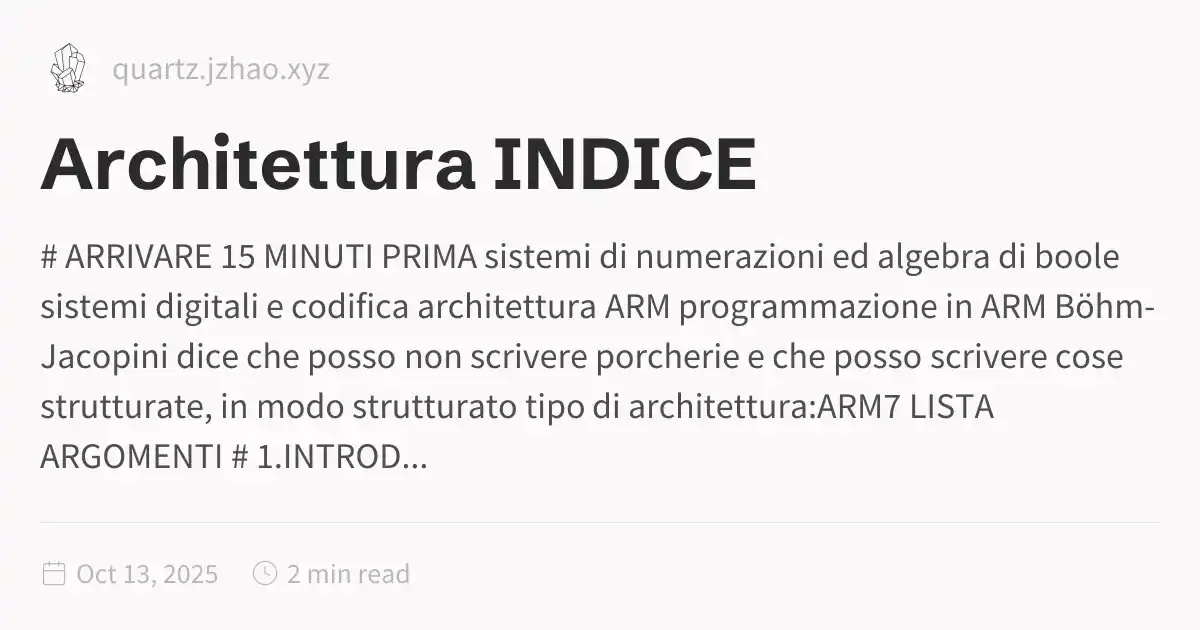 quartz.jzhao.xyz
Architettura INDICE
# ARRIVARE 15 MINUTI PRIMA sistemi di numerazioni ed algebra di boole
sistemi digitali e codifica architettura ARM programmazione in ARM Böhm-
Jacopini dice che posso non scrivere porcherie e che posso scrivere cose
strutturate, in modo strutturato tipo di architettura:ARM7 LISTA
ARGOMENTI # 1.INTROD...
Oct 13, 2025 2 min read